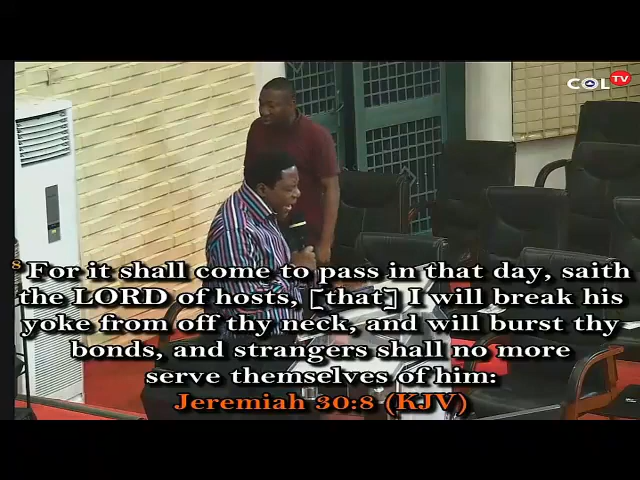 COL TV
8 For it shall come to pass in that day, saith
the LORD of hosts, [that] I will break his
yoke from off thy neck, and will burst thy
bonds, and strangers shall no more
serve themselves of him:
Jeremiah 30:8 (KJV)